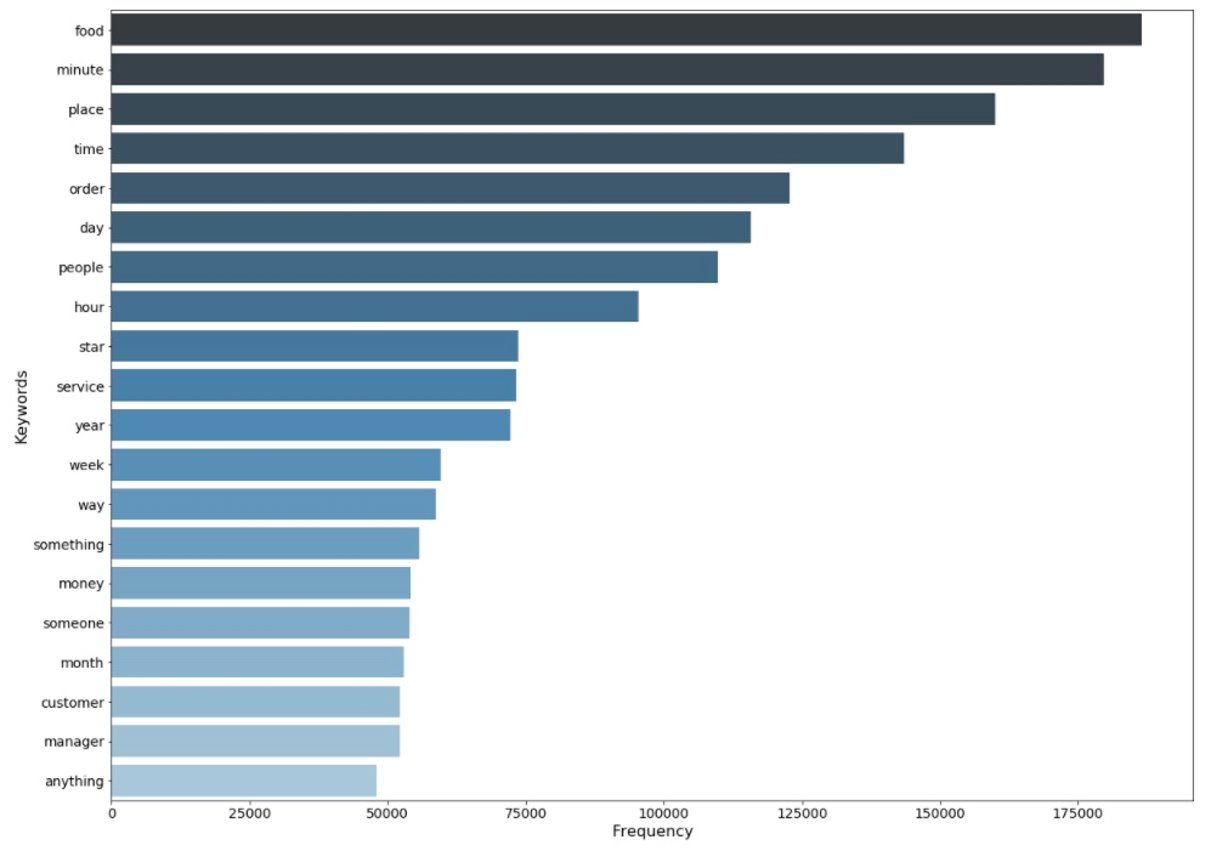 food
minute
place
time
order
day
people
hour
star
service
year
week
way
something
money
someone
month
customer
manager
anything
Keywords
0 25000 50000 75000 100000 125000 150000 175000
Frequency